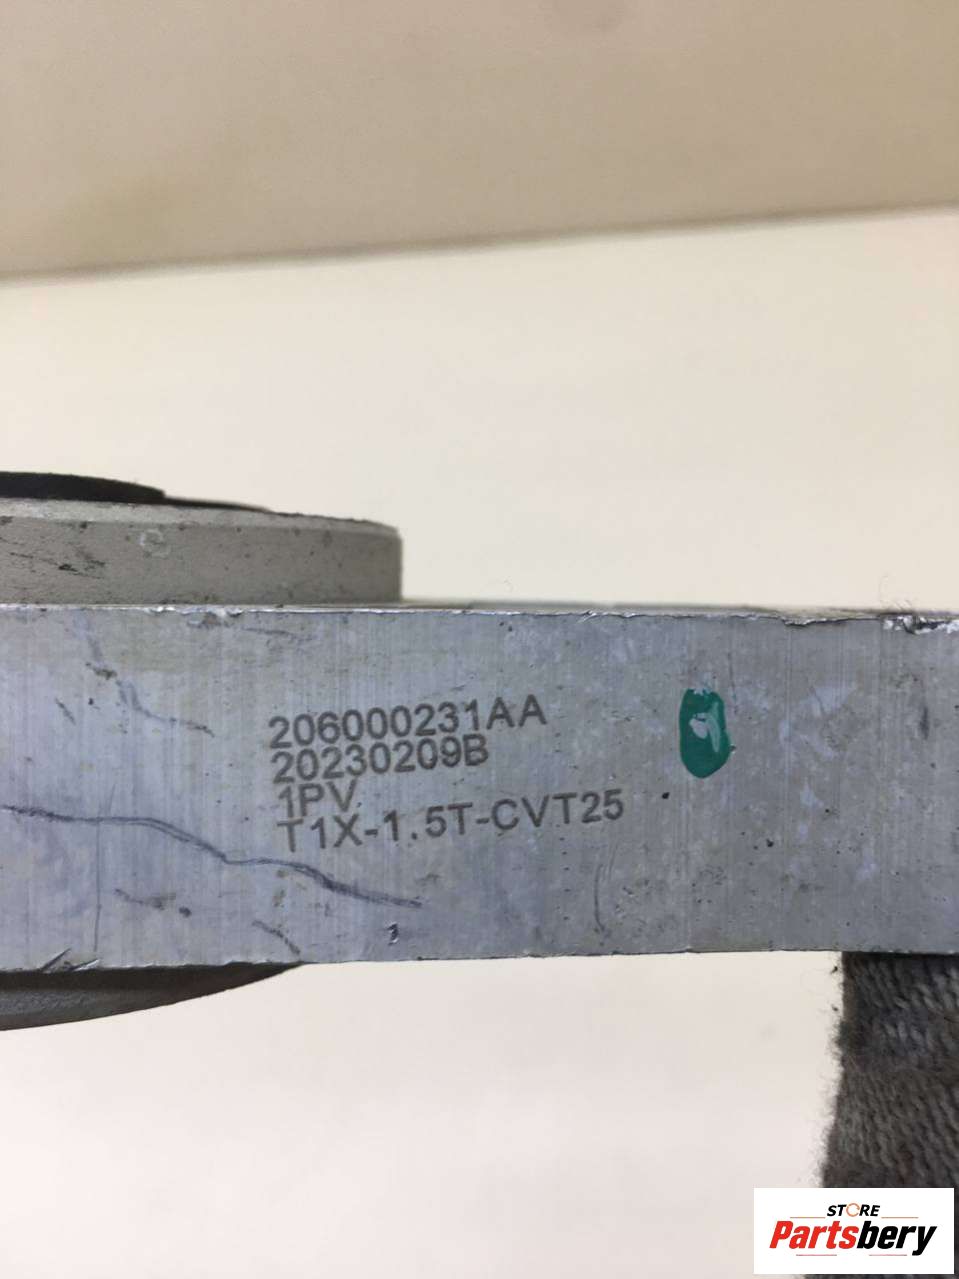 206000231AA
20230209B
1PV
T1X-1.5T-CVT25
STORE
Partsbery